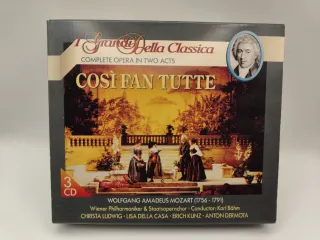 I Grandi Della Classica
COMPLETE OPERA IN TWO ACTS
COSÌ FAN TUTTE
3 CD
WOLFGANG AMADEUS MOZART (1756 - 1791)
Wiener Philharmoniker & Staatsopernchor · Conductor: Karl Böhm
CHRISTA LUDWIG · LISA DELLA CASA · ERICH KUNZ · ANTON DERMOTA